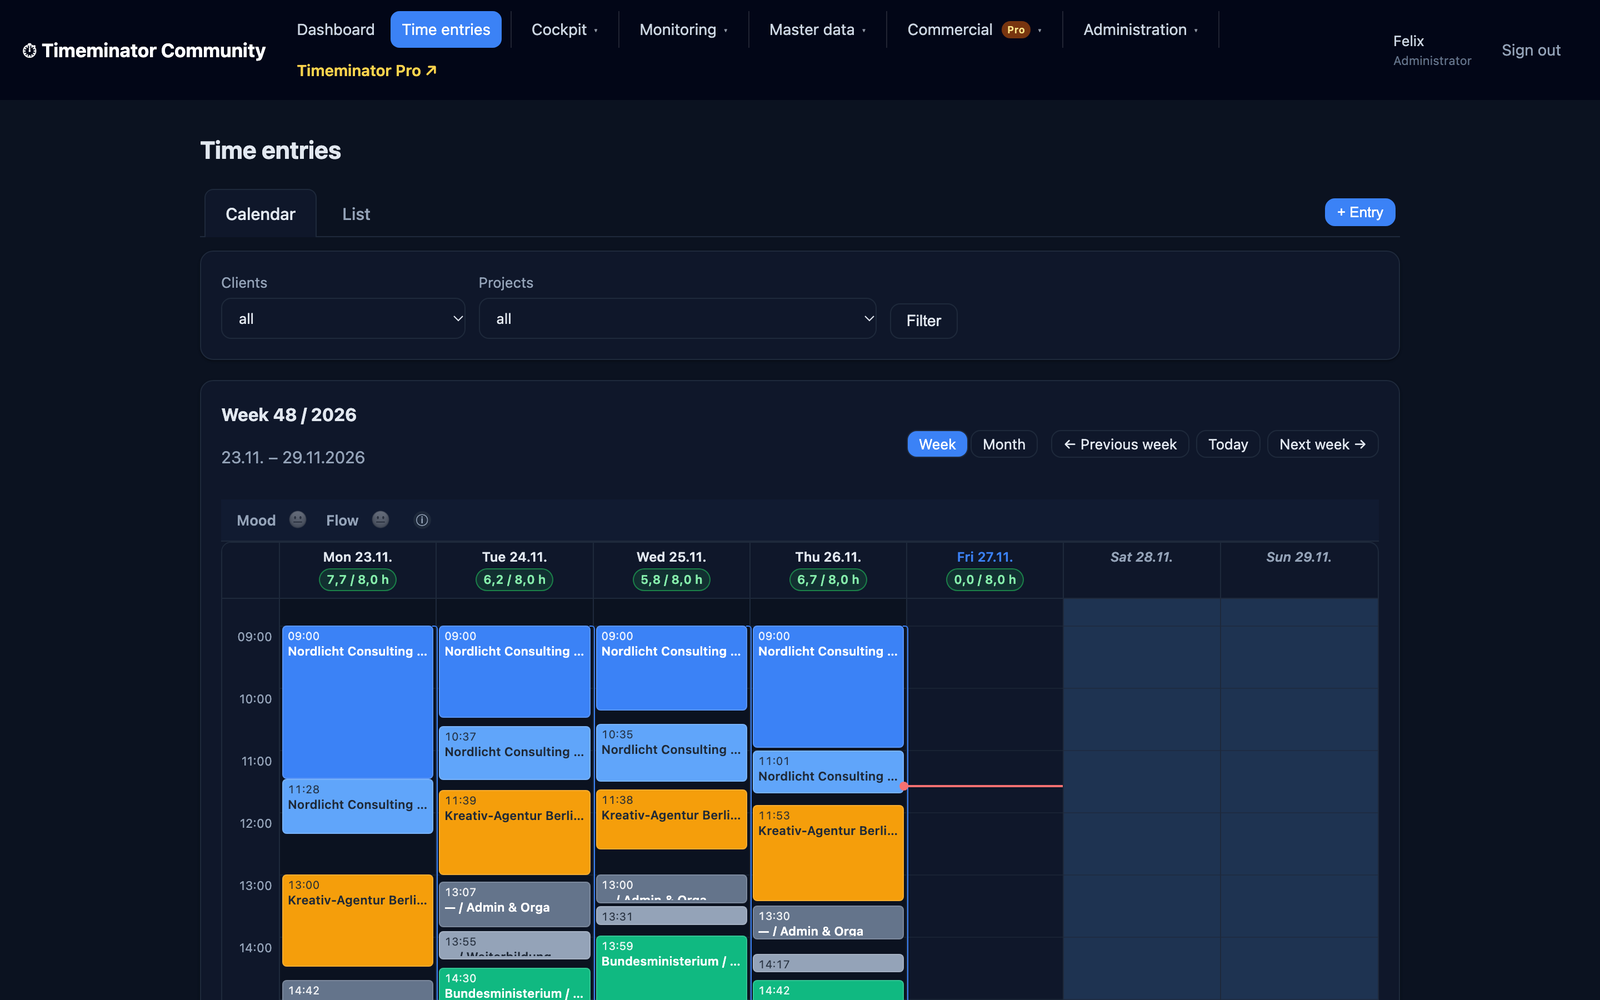 Timeminator Community
Dashboard
Time entries
Cockpit
Monitoring
Master data
Commercial Pro
Administration
Timeminator Pro ↗
Felix
Administrator
Sign out
Time entries
Calendar
List
+ Entry
Clients
Projects
all
all
Filter
Week 48 / 2026
23.11. – 29.11.2026
Week
Month
← Previous week
Today
Next week →
Mood
Flow
ⓘ
Mon 23.11.
7,7 / 8,0 h
Tue 24.11.
6,2 / 8,0 h
Wed 25.11.
5,8 / 8,0 h
Thu 26.11.
6,7 / 8,0 h
Fri 27.11.
0,0 / 8,0 h
Sat 28.11.
Sun 29.11.
09:00
10:00
11:00
12:00
13:00
14:00
09:00
Nordlicht Consulting ...
11:28
Nordlicht Consulting ...
13:00
Kreativ-Agentur Berli...
14:42
09:00
Nordlicht Consulting ...
10:37
Nordlicht Consulting ...
11:39
Kreativ-Agentur Berli...
13:07
— / Admin & Orga
13:55
/ Weiterbildung
14:30
Bundesministerium / ...
09:00
Nordlicht Consulting ...
10:35
Nordlicht Consulting ...
11:38
Kreativ-Agentur Berli...
13:00
/ Admin & Orga
13:31
13:59
Bundesministerium / ...
09:00
Nordlicht Consulting ...
11:01
Nordlicht Consulting ...
11:53
Kreativ-Agentur Berli...
13:30
— / Admin & Orga
14:17
14:42